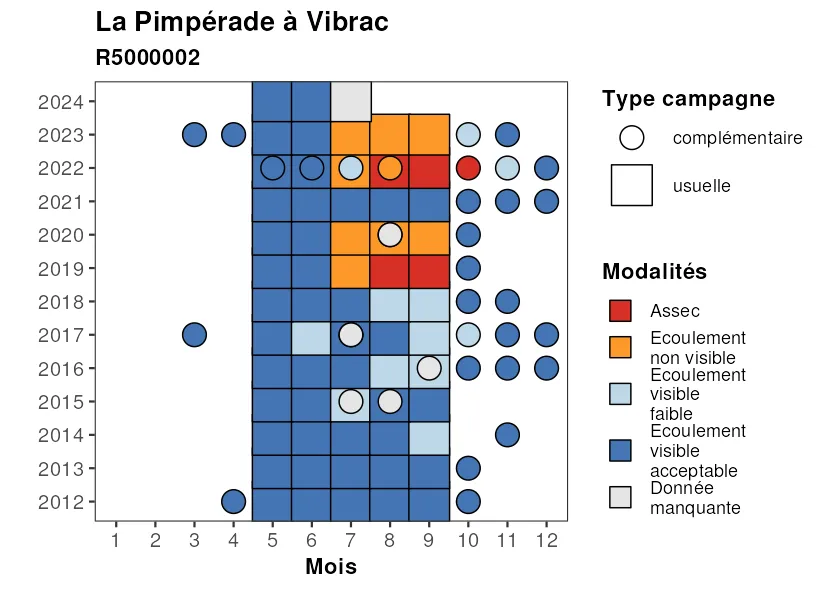 La Pimpérade à Vibrac
R5000002
2024
2023
2022
2021
2020
2019
2018
2017
2016
2015
2014
2013
2012
1 2 3 4 5 6 7 8 9 10 11 12
Mois
Type campagne
complémentaire
usuelle
Modalités
Assec
Ecoulement
non visible
Ecoulement
visible
faible
Ecoulement
visible
acceptable
Donnée
manquante